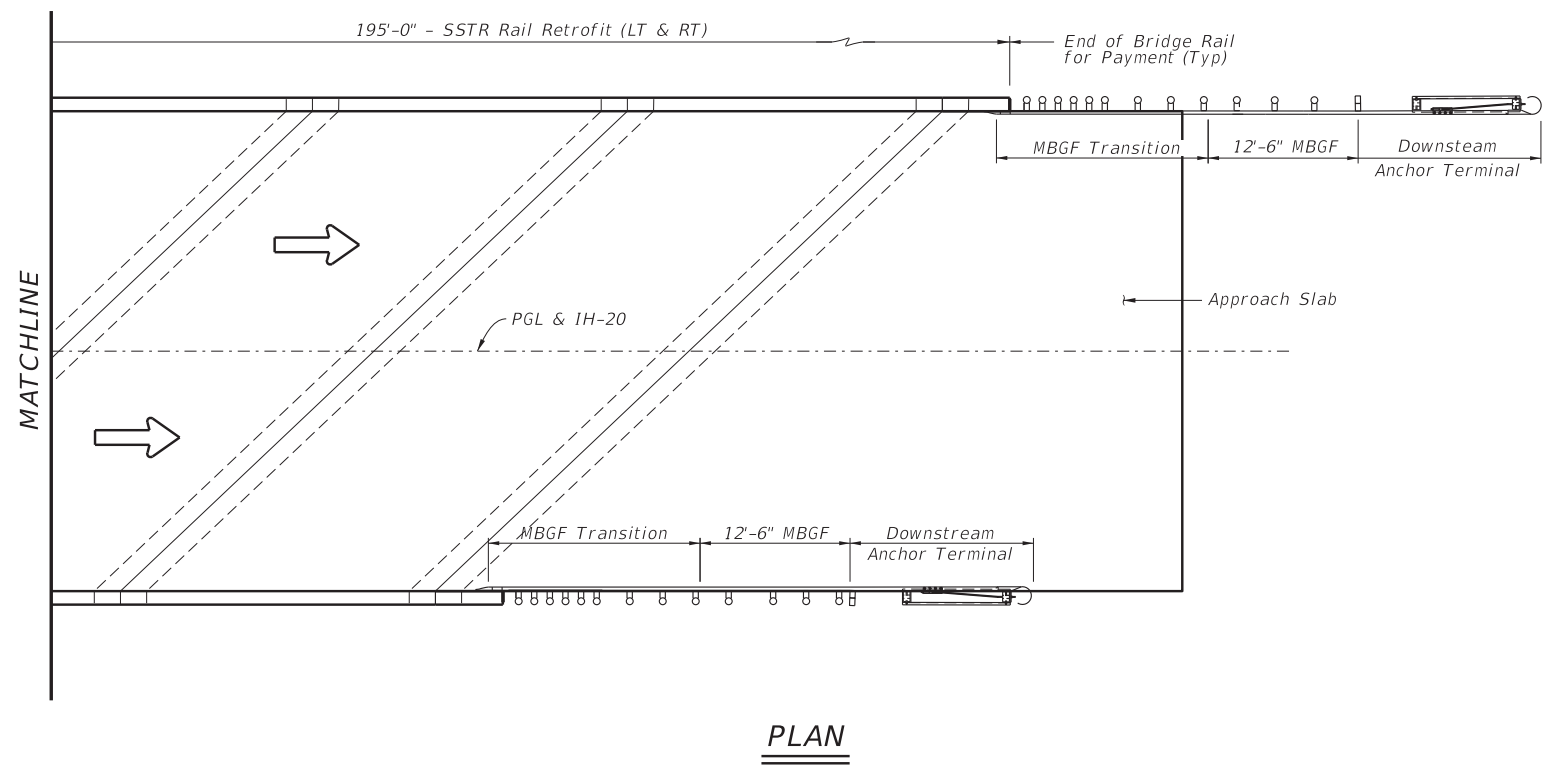 195'-0" - SSTR Rail Retrofit (LT & RT)
End of Bridge Rail
for Payment (Typ)
MBGF Transition
12'-6" MBGF
Downsteam
Anchor Terminal
Approach Slab
PGL & IH-20
MATCHLINE
MBGF Transition
12'-6" MBGF
Downstream
Anchor Terminal
PLAN